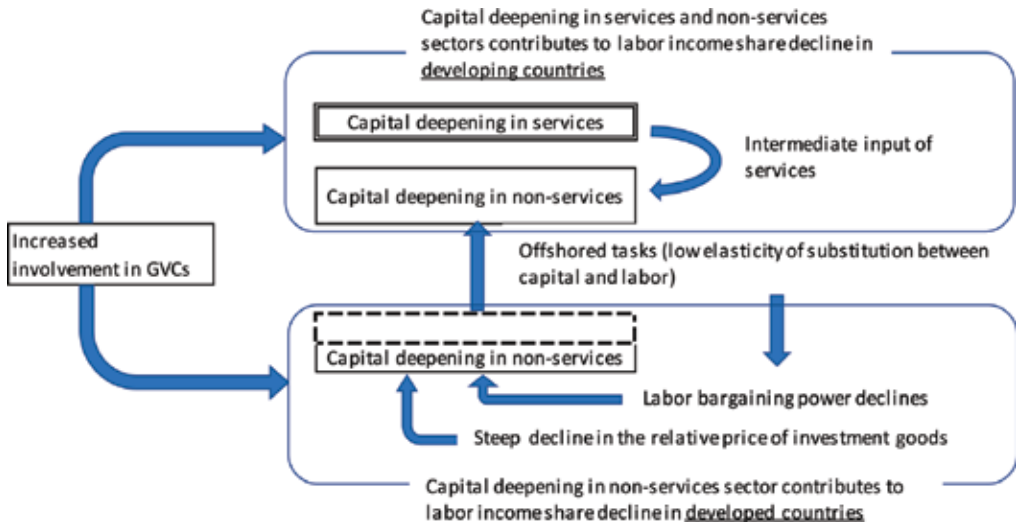 Capital deepening in services and non-services
sectors contributes to labor income share decline in
developing countries
Capital deepening in services
Intermediate input of
services
Capital deepening in non-services
Increased
involvement in GVCs
Offshored tasks (low elasticity of substitution between
capital and labor)
Capital deepening in non-services
Labor bargaining power declines
Steep decline in the relative price of investment goods
Capital deepening in non-services sector contributes to
labor income share decline in developed countries